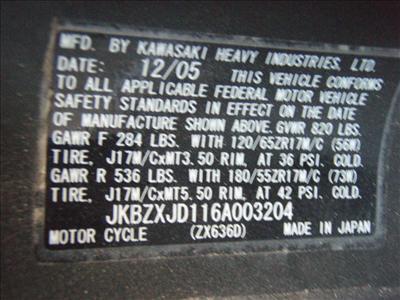 MFD. BY KAWASAKI HEAVY INDUSTRIES, LTD.
DATE: 12/05 THIS VEHICLE CONFORMS
TO ALL APPLICABLE FEDERAL MOTOR VEHICLE
SAFETY STANDARDS IN EFFECT ON THE DATE
OF MANUFACTURE SHOWN ABOVE. GVWR 820 LBS.
GAWR F 284 LBS. WITH 120/65ZR17M/C (56W)
TIRE, J17M/CxMT3.50 RIM, AT 36 PSI. COLD.
GAWR R 536 LBS. WITH 180/55ZR17M/C (73W)
TIRE, J17M/CxMT5.50 RIM, AT 42 PSI. COLD.
JKBZXJD116A003204
MOTOR CYCLE (ZX636D) MADE IN JAPAN